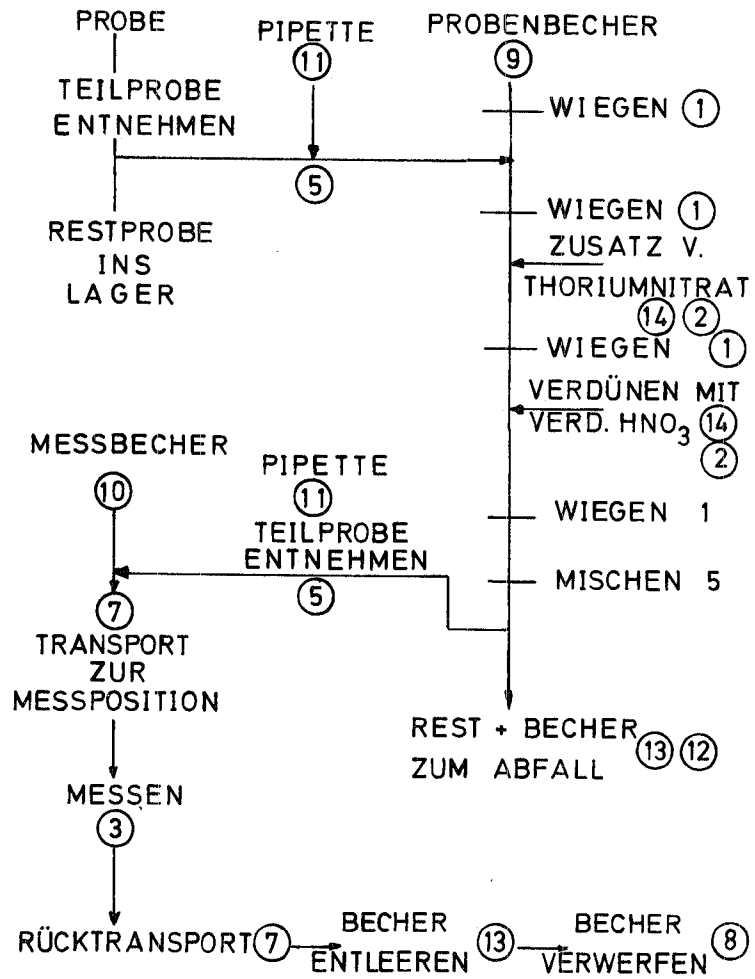 PROBE
TEILPROBE
ENTNEHMEN
RESTPROBE
INS
LAGER
PIPETTE
11
5
PROBENBECHER
9
WIEGEN 1
WIEGEN 1
ZUSATZ V.
THORIUMNITRAT
14 2
WIEGEN 1
VERDÜNEN MIT
VERD. HNO3 14
2
WIEGEN 1
MISCHEN 5
REST + BECHER
ZUM ABFALL 13 12
PIPETTE
11
TEILPROBE
ENTNEHMEN
5
MESSBECHER
10
7
TRANSPORT
ZUR
MESSPOSITION
MESSEN
3
RÜCKTRANSPORT 7
BECHER
ENTLEEREN 13
BECHER
VERWERFEN 8